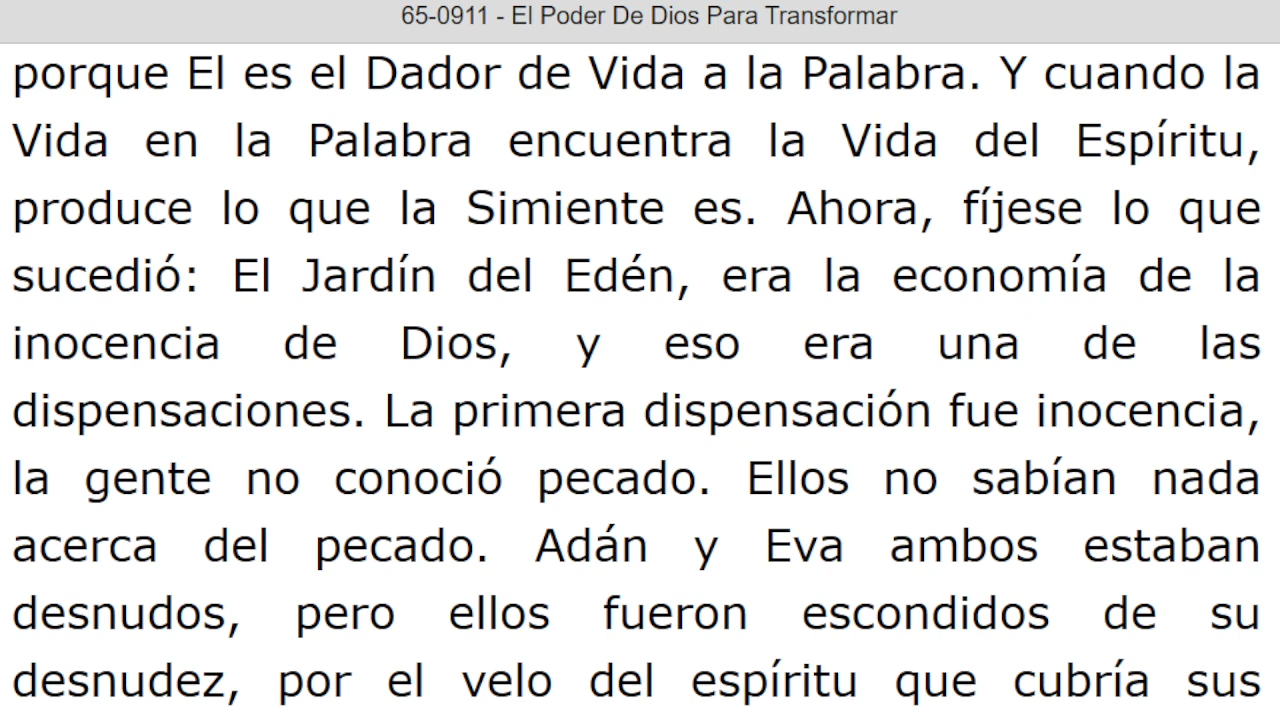 65-0911 - El Poder De Dios Para Transformar
porque El es el Dador de Vida a la Palabra. Y cuando la
Vida en la Palabra encuentra la Vida del Espíritu,
produce lo que la Simiente es. Ahora, fíjese lo que
sucedió: El Jardín del Edén, era la economía de la
inocencia de Dios, y eso era una de las
dispensaciones. La primera dispensación fue inocencia,
la gente no conoció pecado. Ellos no sabían nada
acerca del pecado. Adán y Eva ambos estaban
desnudos, pero ellos fueron escondidos de su
desnudez, por el velo del espíritu que cubría sus